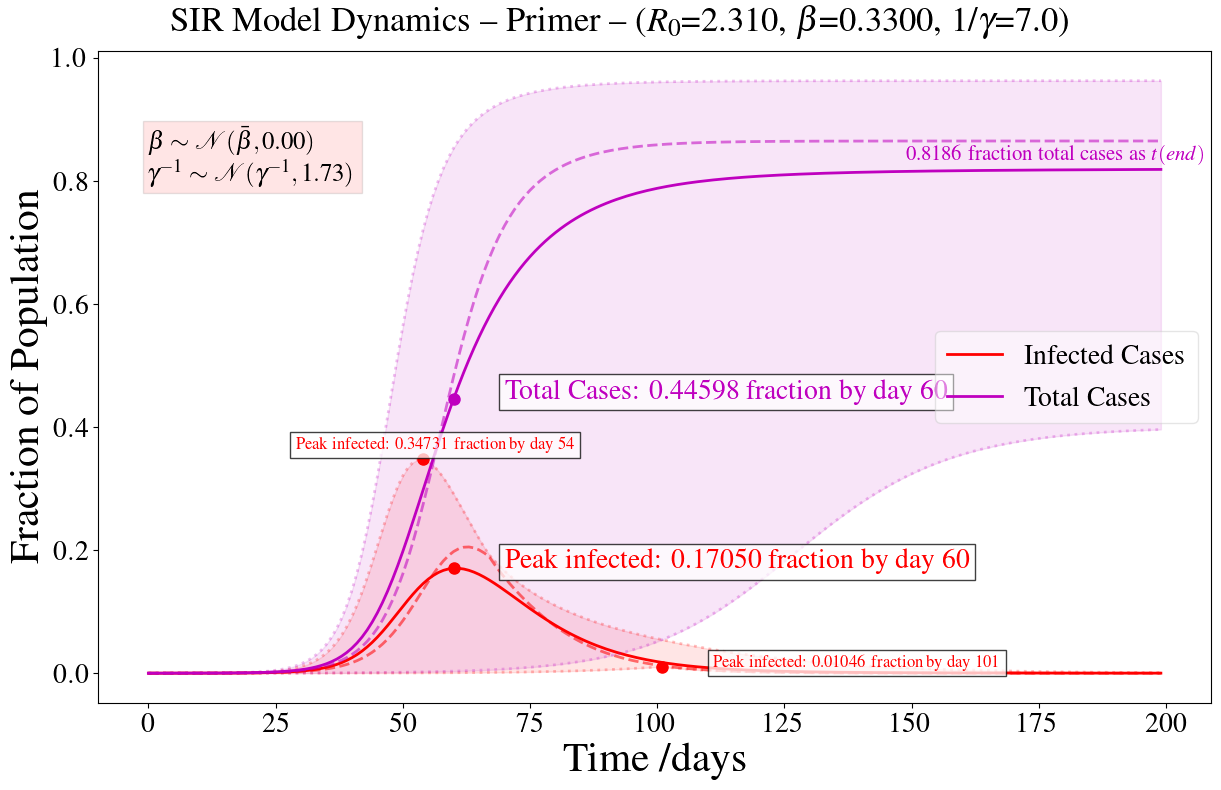 SIR Model Dynamics – Primer – (R₀=2.310, β=0.3300, 1/γ=7.0)
Fraction of Population
1.0
0.8
0.6
0.4
0.2
0.0
β ∼ 𝒩(β̄, 0.00)
γ⁻¹ ∼ 𝒩(γ⁻¹, 1.73)
0.8186 fraction total cases as t(end)
Infected Cases
Total Cases
Total Cases: 0.44598 fraction by day 60
Peak infected: 0.34731 fraction by day 54
Peak infected: 0.17050 fraction by day 60
Peak infected: 0.01046 fraction by day 101
0 25 50 75 100 125 150 175 200
Time /days